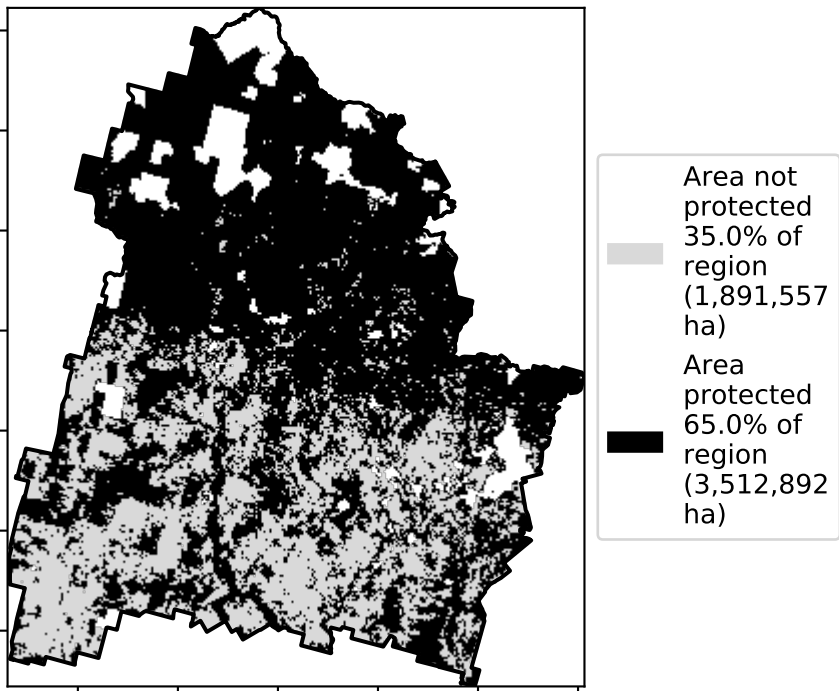 Area not
protected
35.0% of
region
(1,891,557
ha)
Area
protected
65.0% of
region
(3,512,892
ha)